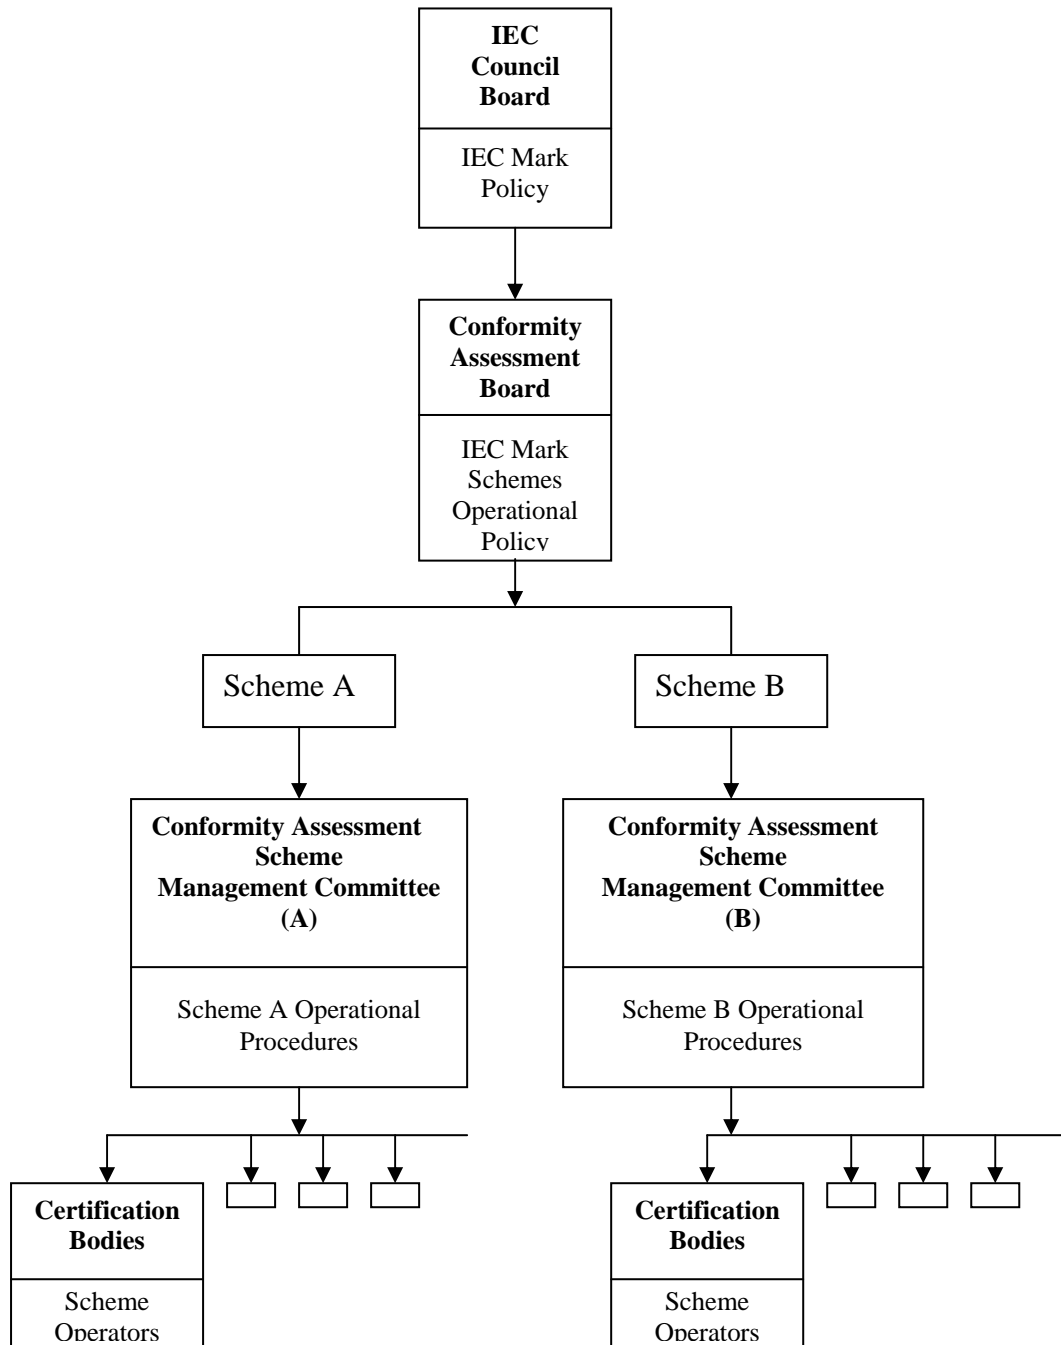 IEC
Council
Board
IEC Mark
Policy
Conformity
Assessment
Board
IEC Mark
Schemes
Operational
Policy
Scheme A
Scheme B
Conformity Assessment
Scheme
Management Committee
(A)
Scheme A Operational
Procedures
Conformity Assessment
Scheme
Management Committee
(B)
Scheme B Operational
Procedures
Certification
Bodies
Scheme
Operators
Certification
Bodies
Scheme
Operators